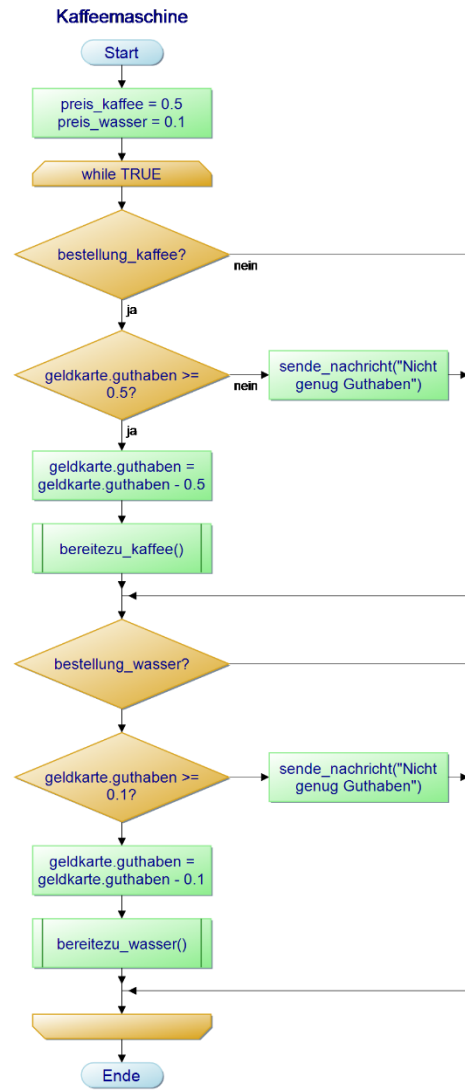 Kaffeemaschine
Start
preis_kaffee = 0.5
preis_wasser = 0.1
while TRUE
bestellung_kaffee?
nein
ja
geldkarte.guthaben >=
0.5?
nein
sende_nachricht("Nicht
genug Guthaben")
ja
geldkarte.guthaben =
geldkarte.guthaben - 0.5
bereitezu_kaffee()
bestellung_wasser?
geldkarte.guthaben >=
0.1?
sende_nachricht("Nicht
genug Guthaben")
geldkarte.guthaben =
geldkarte.guthaben - 0.1
bereitezu_wasser()
Ende